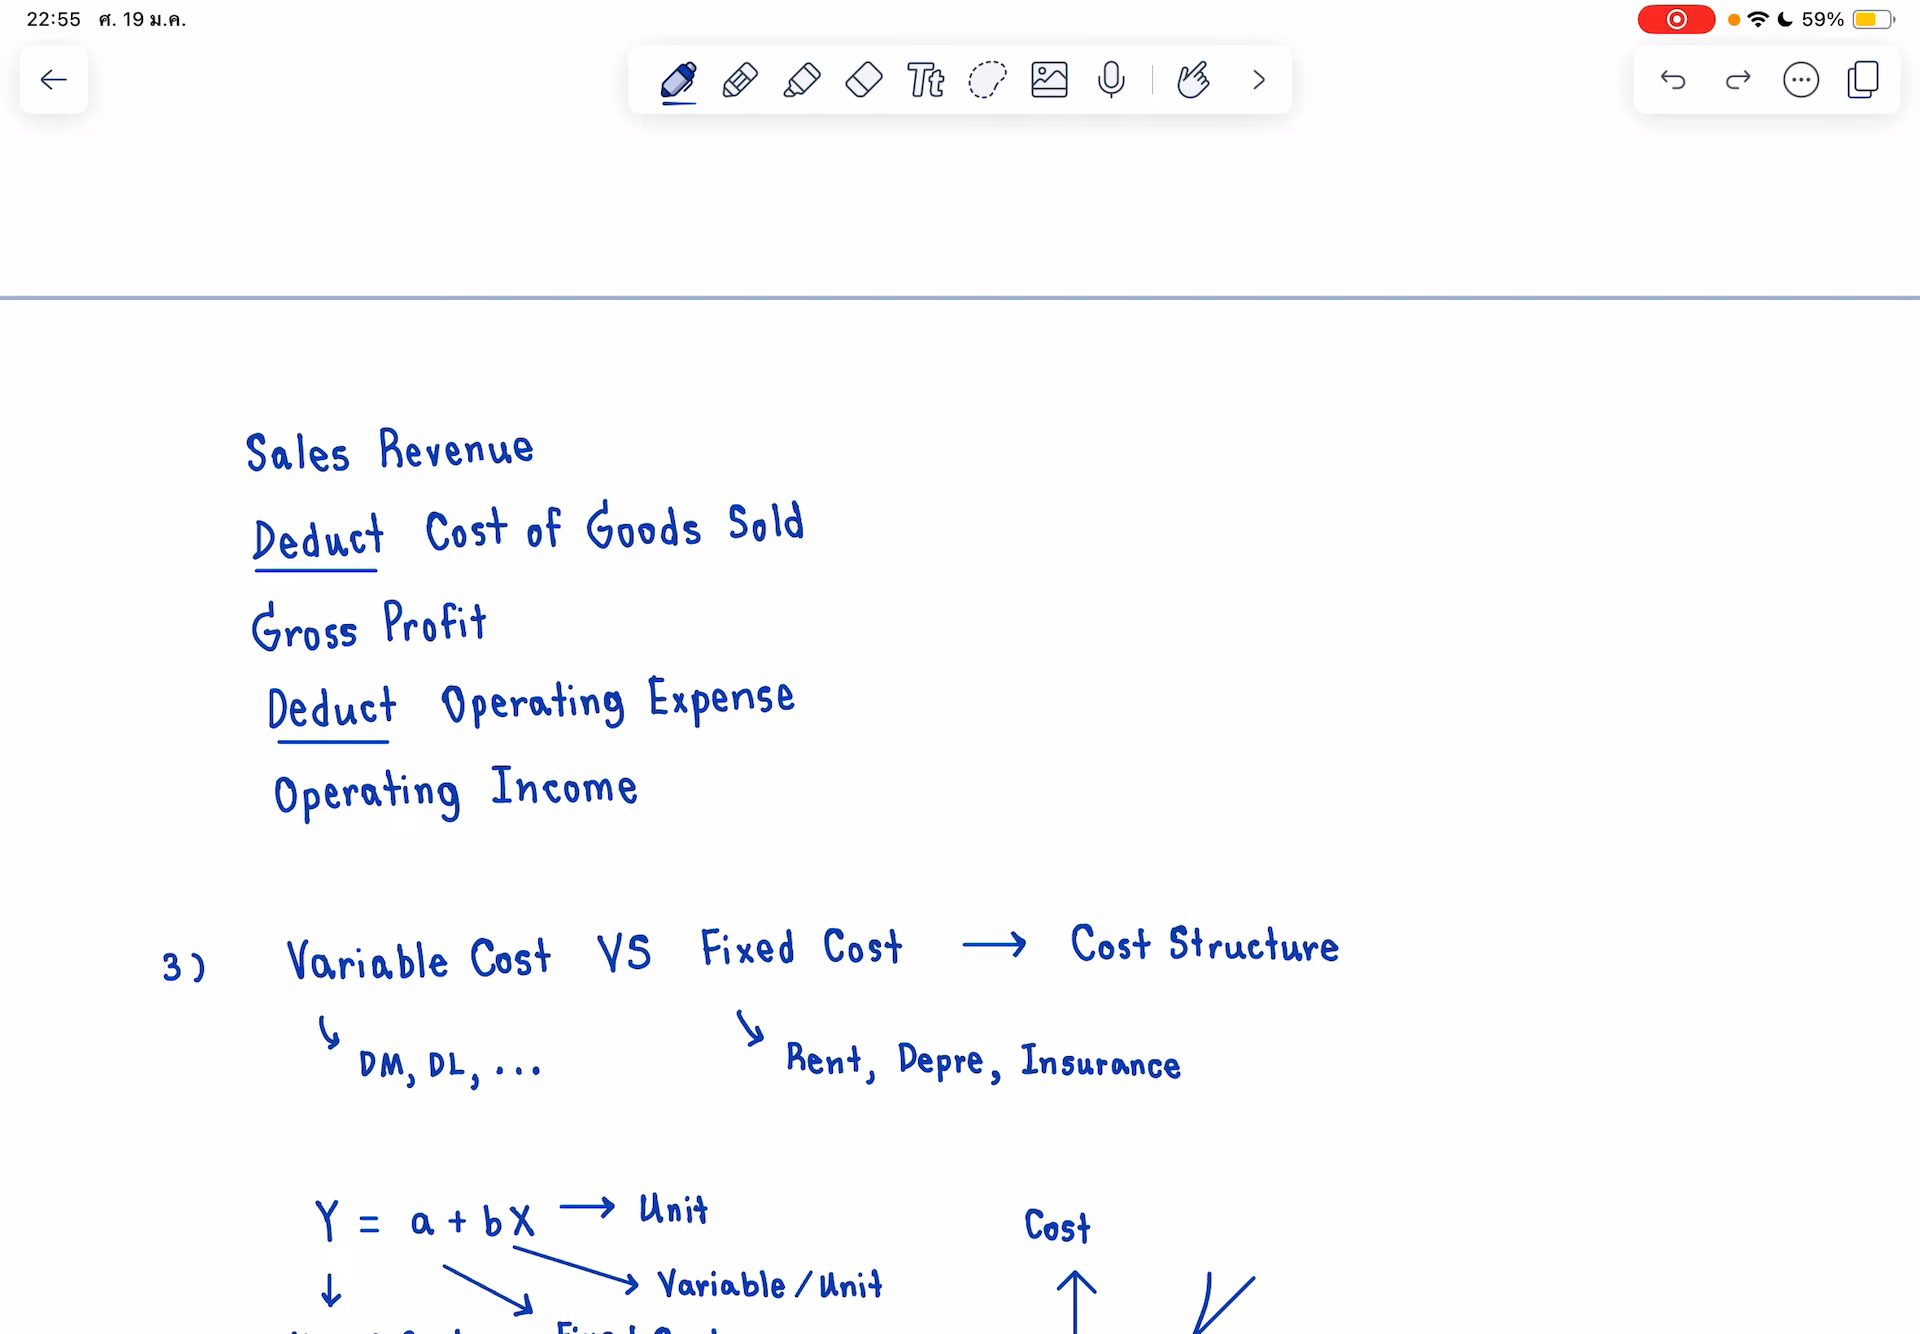 22:55 ศ. 19 ม.ค. 59%
Tt
Sales Revenue
Deduct Cost of Goods Sold
Gross Profit
Deduct Operating Expense
Operating Income
3) Variable Cost VS Fixed Cost → Cost Structure
DM, DL, ... Rent, Depre, Insurance
Y = a + bX → Unit
Cost
Variable / Unit